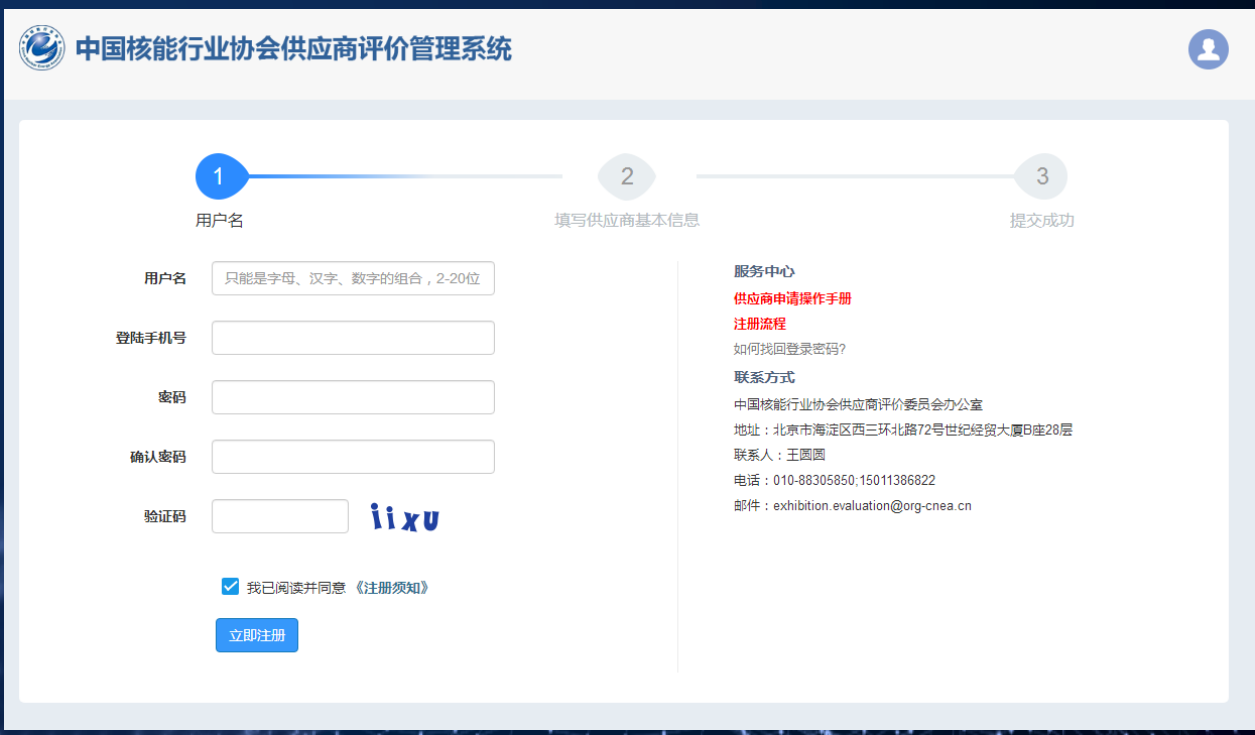 中国核能行业协会供应商评价管理系统
1
2
3
用户名
填写供应商基本信息
提交成功
用户名
只能是字母、汉字、数字的组合，2-20位
登陆手机号
密码
确认密码
验证码
iixu
我已阅读并同意《注册须知》
立即注册
服务中心
供应商申请操作手册
注册流程
如何找回登录密码?
联系方式
中国核能行业协会供应商评价委员会办公室
地址：北京市海淀区西三环北路72号世纪经贸大厦B座28层
联系人：王圆圆
电话：010-88305850;15011386822
邮件：exhibition.evaluation@org-cnea.cn